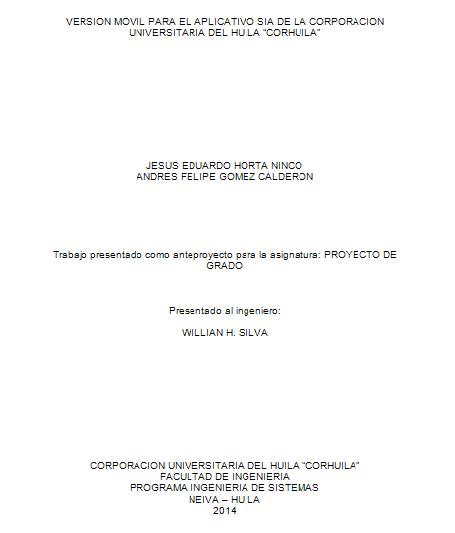 VERSION MOVIL PARA EL APLICATIVO SIA DE LA CORPORACION
UNIVERSITARIA DEL HUILA "CORHUILA"
JESUS EDUARDO HORTA NINCO
ANDRES FELIPE GOMEZ CALDERON
Trabajo presentado como anteproyecto para la asignatura: PROYECTO DE
GRADO
Presentado al ingeniero:
WILLIAN H. SILVA
CORPORACION UNIVERSITARIA DEL HUILA "CORHUILA"
FACULTAD DE INGENIERIA
PROGRAMA INGENIERIA DE SISTEMAS
NEIVA – HUILA
2014